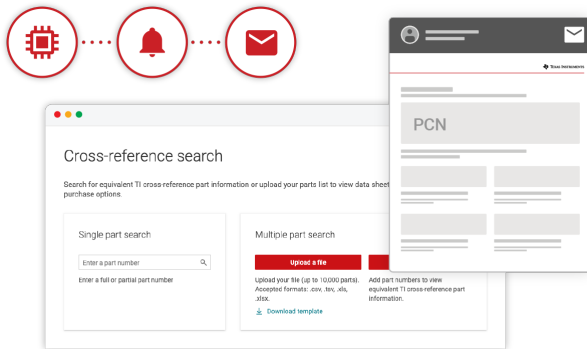 Texas Instruments
PCN
Cross-reference search
Search for equivalent TI cross-reference part information or upload your parts list to view data sheet
purchase options.
Single part search
Enter a part number
Enter a full or partial part number
Multiple part search
Upload a file
Upload your file (up to 10,000 parts).
Accepted formats: .csv, .tsv, .xls,
.xlsx.
Download template
Add part numbers to view
equivalent TI cross-reference part
information.